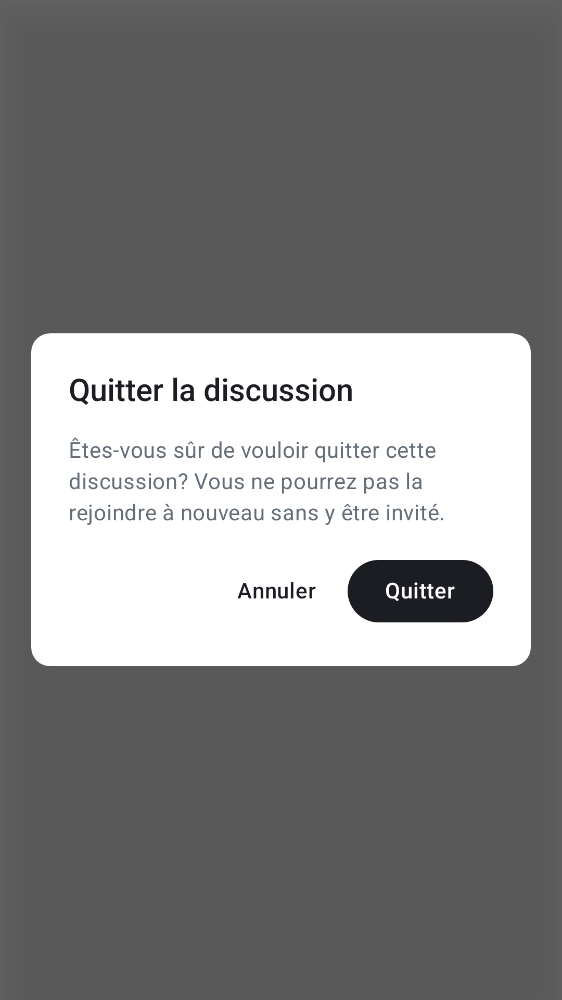 Quitter la discussion
Êtes-vous sûr de vouloir quitter cette
discussion? Vous ne pourrez pas la
rejoindre à nouveau sans y être invité.
Annuler
Quitter